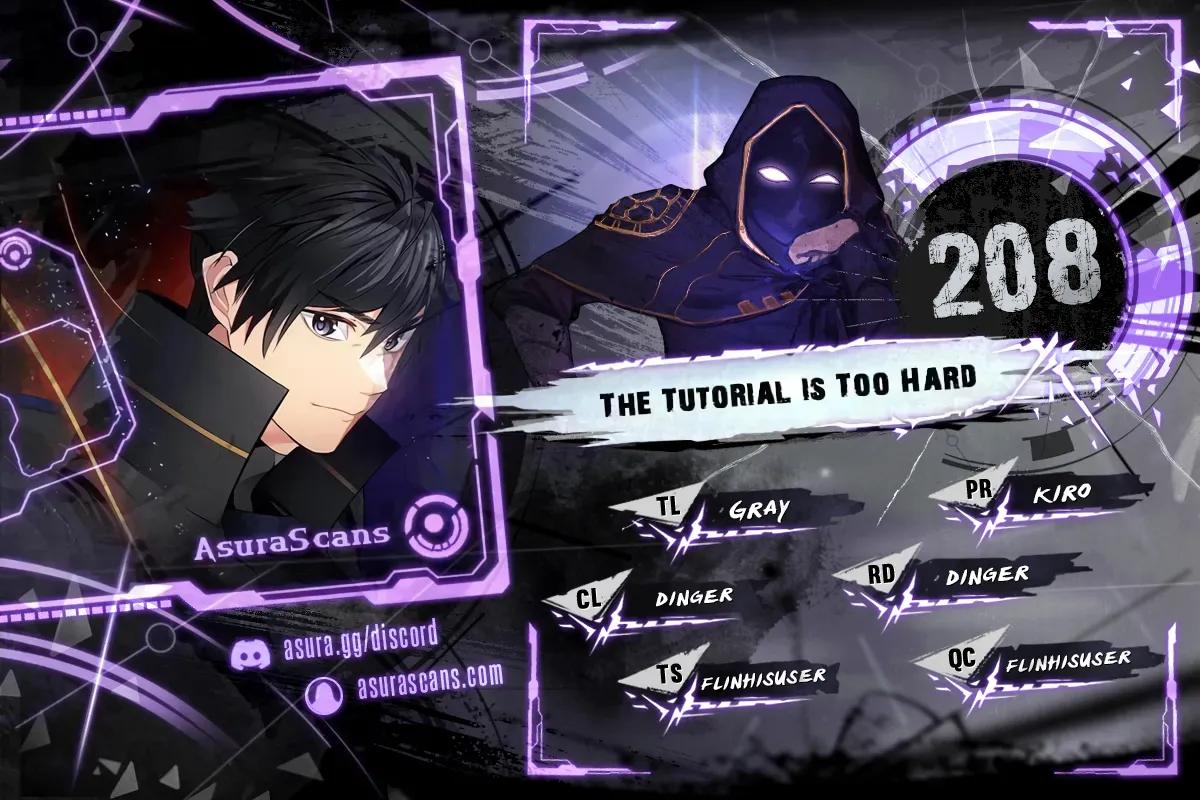 208
THE TUTORIAL IS TOO HARD
TL GRAY
PR KIRO
CL DINGER
RD DINGER
TS FLINHISUSER
QC FLINHISUSER
AsuraScans
asura.gg/discord
asurascans.com